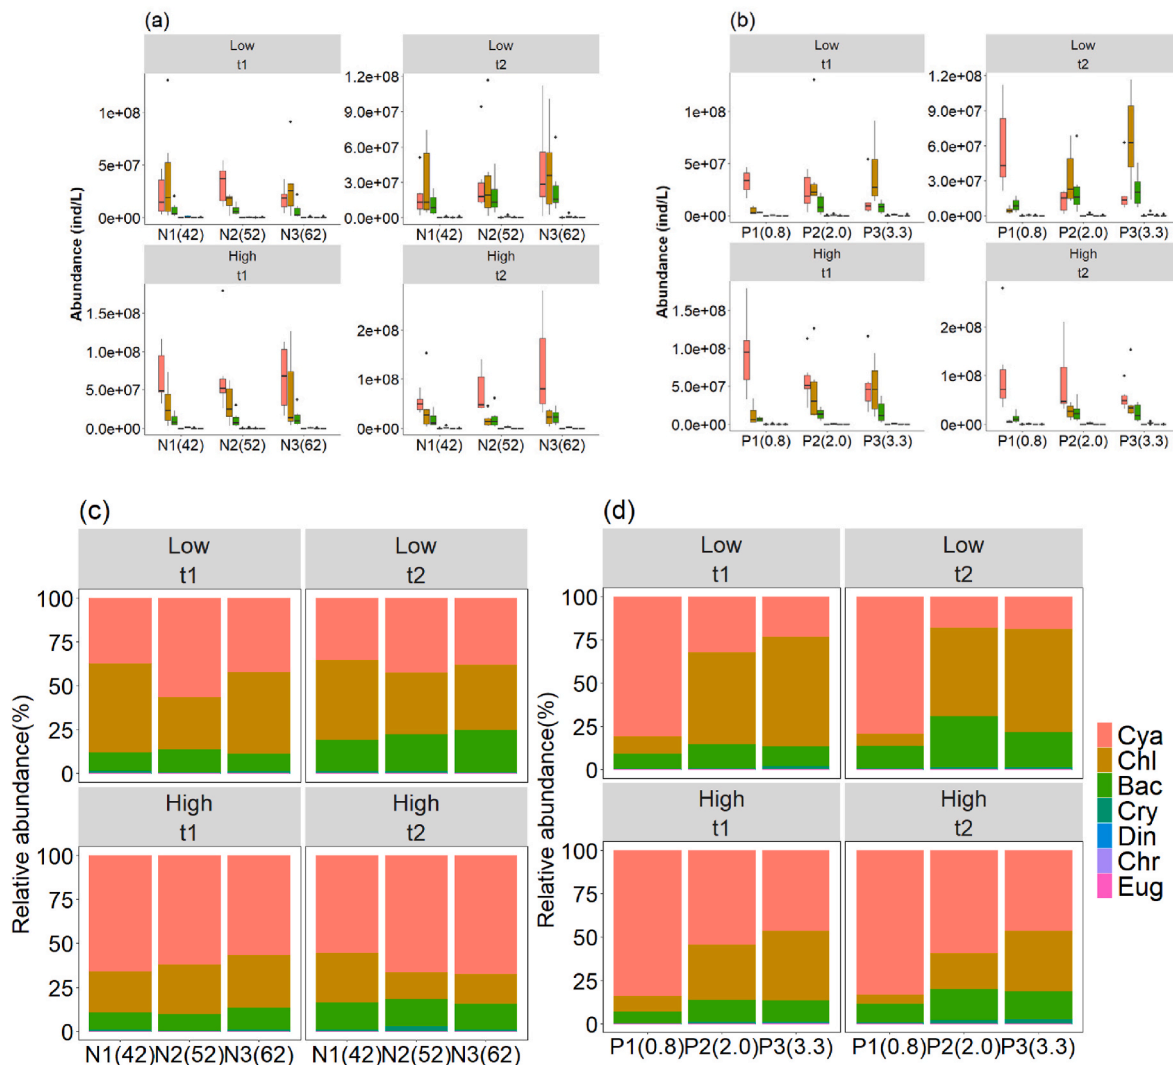 (a)
Low
t1
Low
t2
1e+08
5e+07
0e+00
1.2e+08
9.0e+07
6.0e+07
3.0e+07
0.0e+00
N1(42) N2(52) N3(62)
N1(42) N2(52) N3(62)
High
t1
High
t2
1.5e+08
1.0e+08
5.0e+07
0.0e+00
2e+08
1e+08
0e+00
N1(42) N2(52) N3(62)
N1(42) N2(52) N3(62)
Abundance (ind/L)
(b)
Low
t1
Low
t2
1e+08
5e+07
0e+00
1.2e+08
9.0e+07
6.0e+07
3.0e+07
0.0e+00
P1(0.8) P2(2.0) P3(3.3)
P1(0.8) P2(2.0) P3(3.3)
High
t1
High
t2
1.5e+08
1.0e+08
5.0e+07
0.0e+00
2e+08
1e+08
0e+00
P1(0.8) P2(2.0) P3(3.3)
P1(0.8) P2(2.0) P3(3.3)
Abundance (ind/L)
(c)
Low
t1
Low
t2
100
75
50
25
0
High
t1
High
t2
100
75
50
25
0
N1(42) N2(52) N3(62)
N1(42) N2(52) N3(62)
Relative abundance(%)
(d)
Low
t1
Low
t2
100
75
50
25
0
High
t1
High
t2
100
75
50
25
0
P1(0.8) P2(2.0) P3(3.3)
P1(0.8) P2(2.0) P3(3.3)
Relative abundance(%)
Cya
Chl
Bac
Cry
Din
Chr
Eug